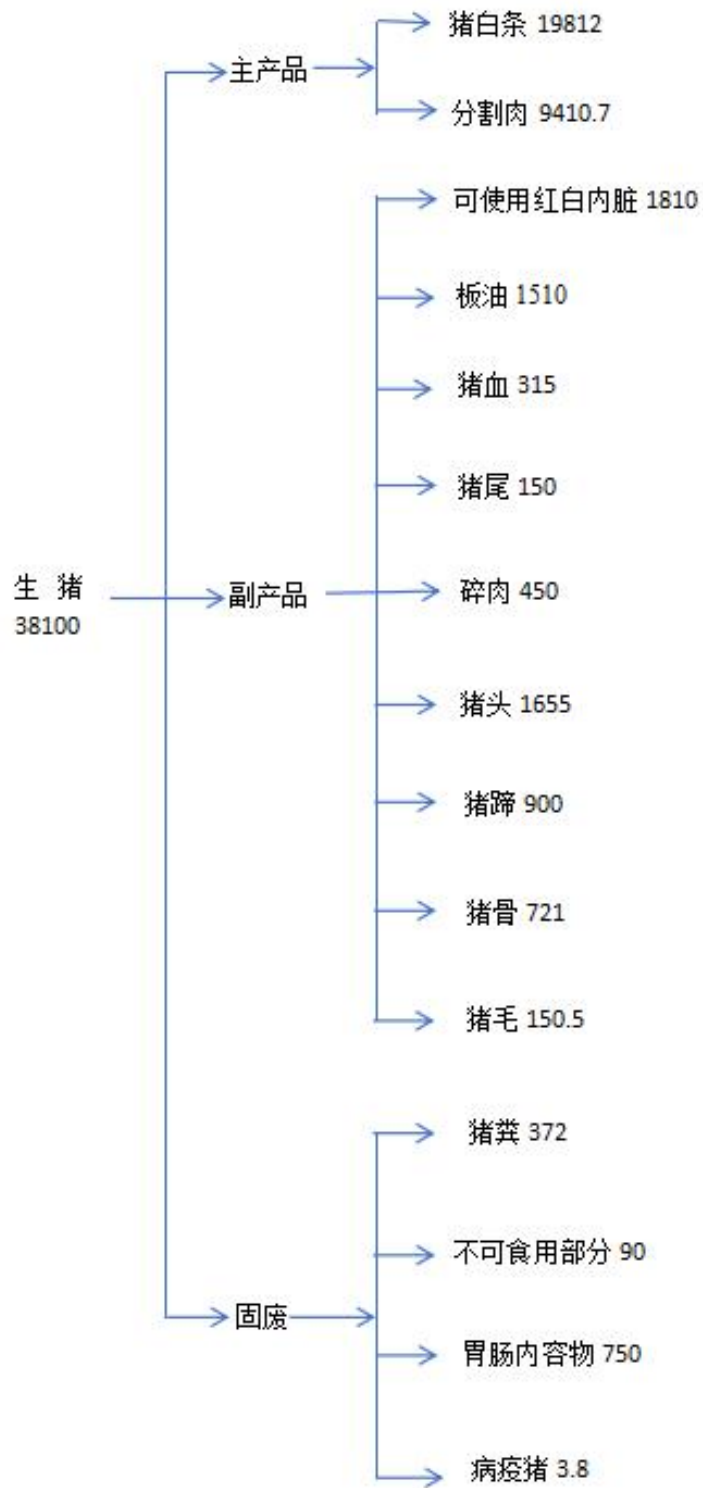 猪白条 19812
主产品
分割肉 9410.7
可使用红白内脏 1810
板油 1510
猪血 315
猪尾 150
生 猪
38100
副产品
碎肉 450
猪头 1655
猪蹄 900
猪骨 721
猪毛 150.5
猪粪 372
不可食用部分 90
固废
胃肠内容物 750
病疫猪 3.8